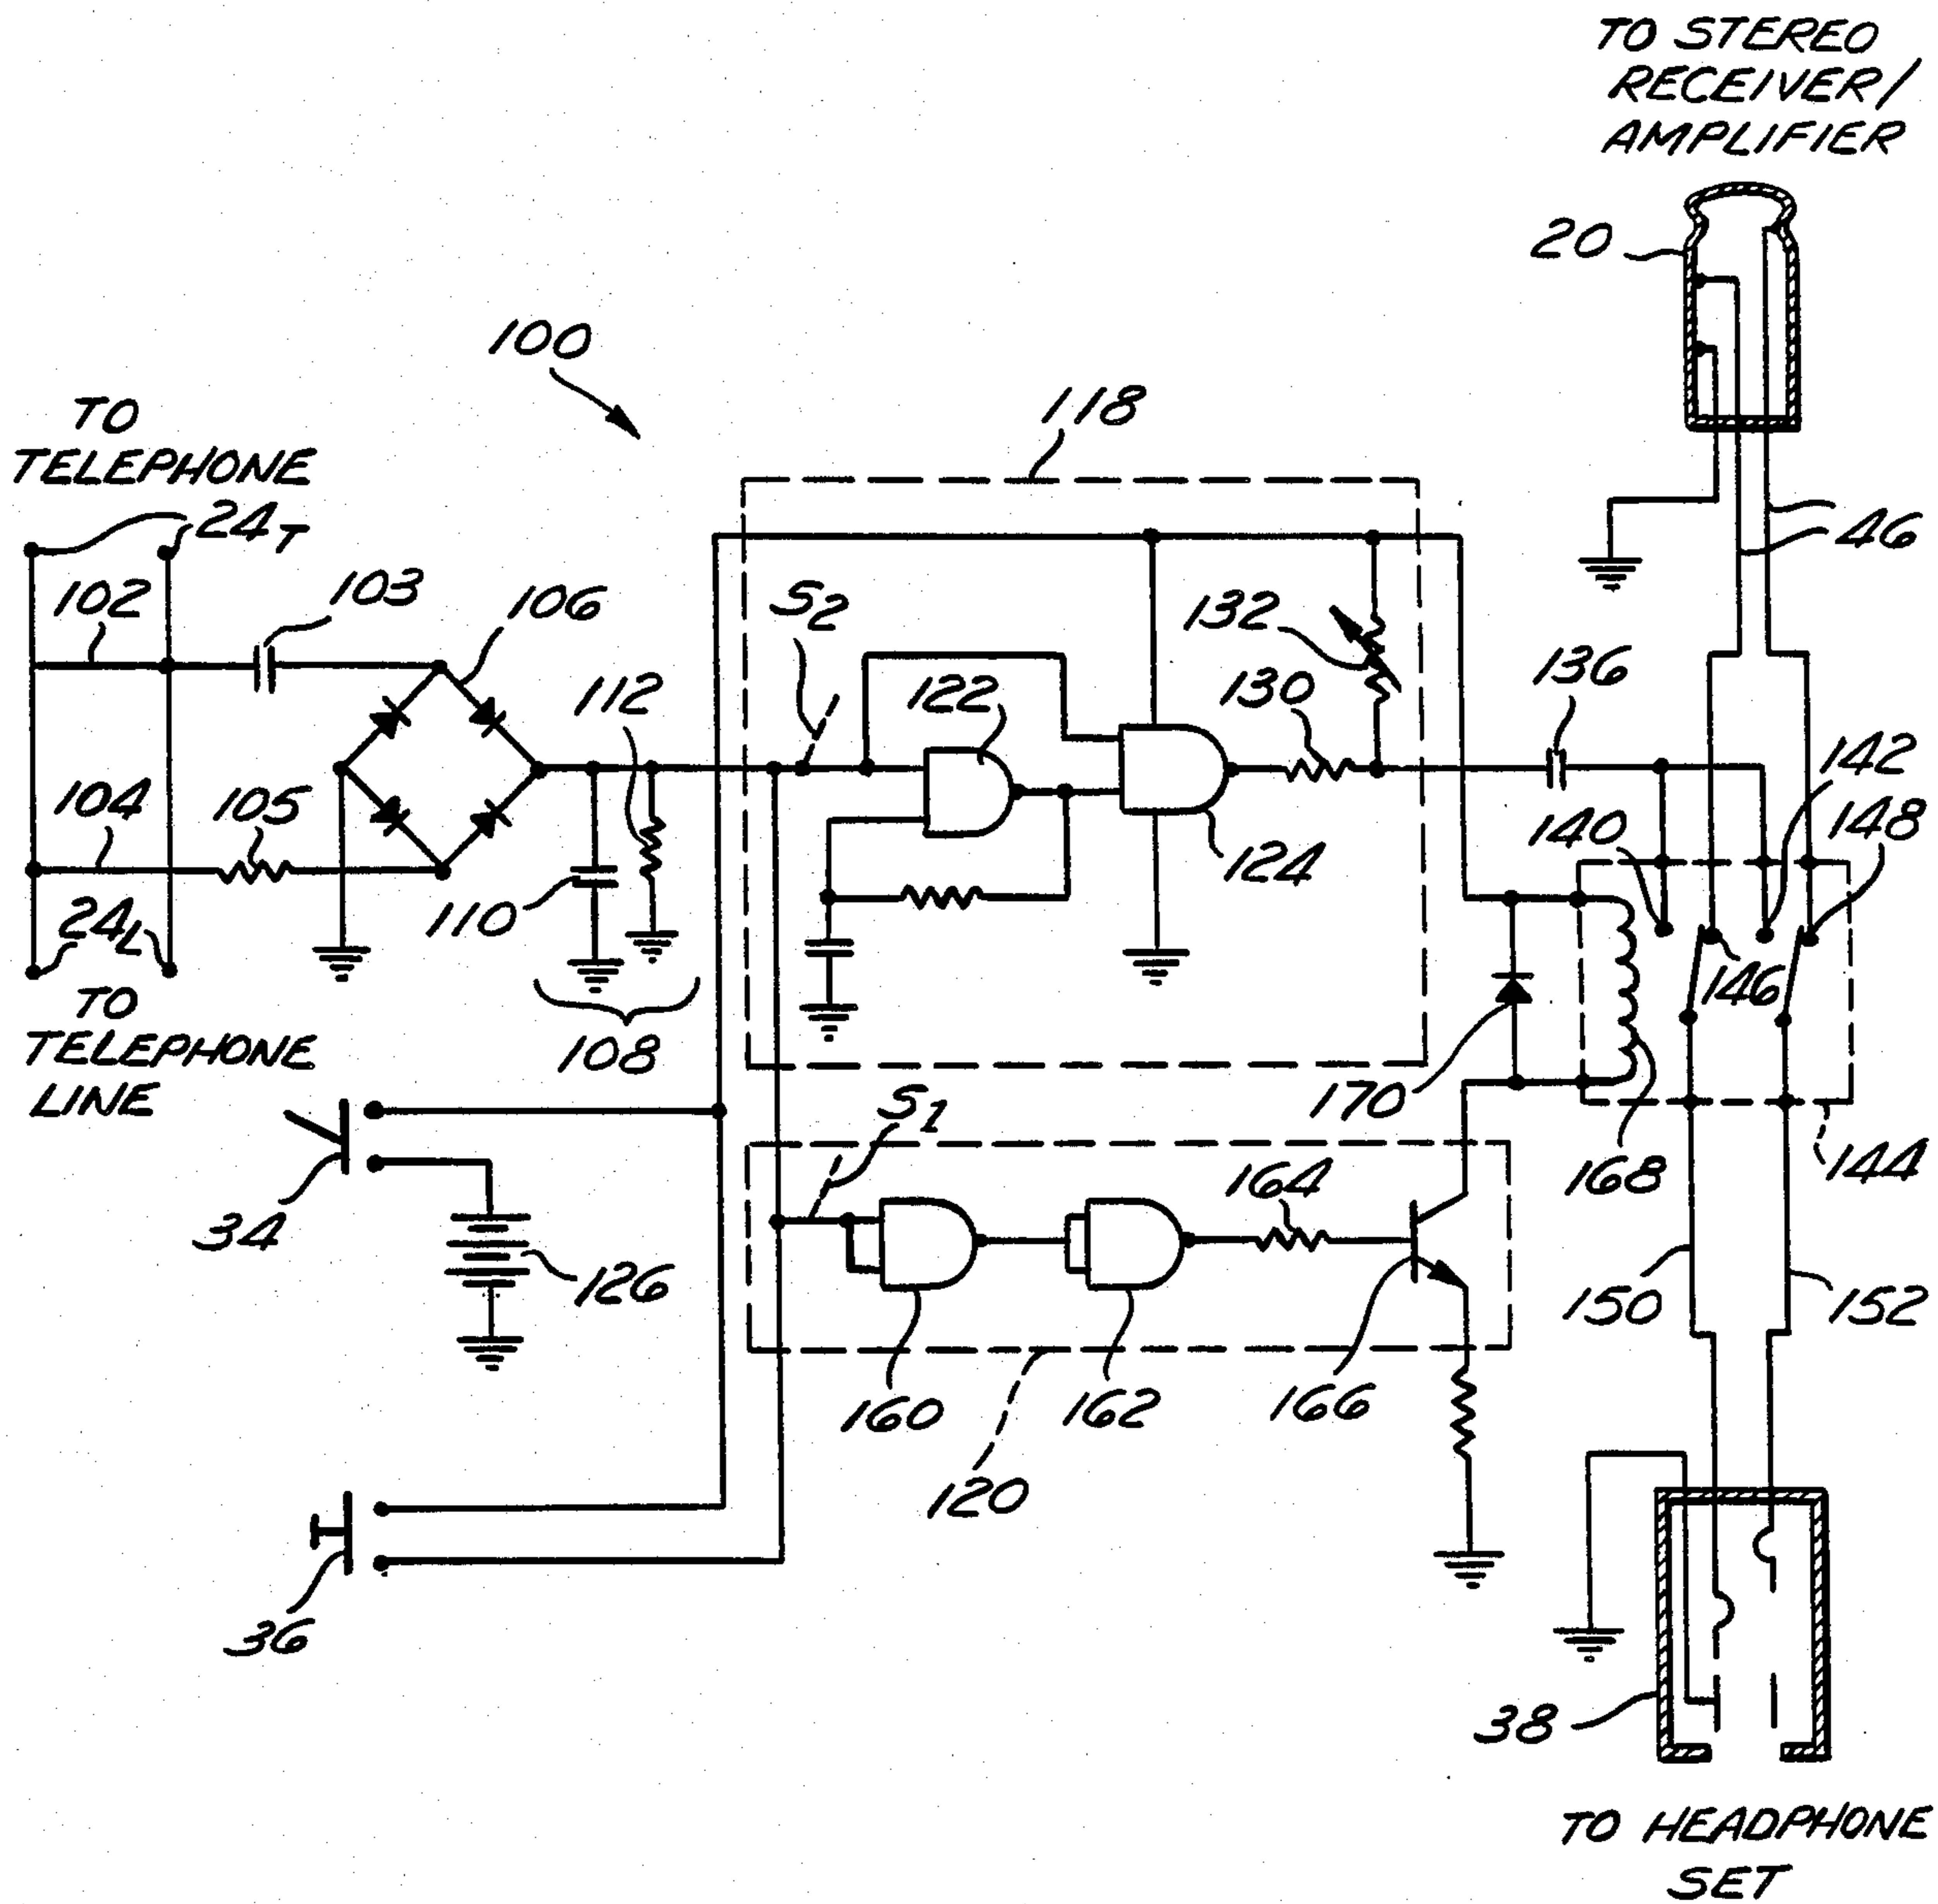 TO STEREO
RECEIVER/
AMPLIFIER
20
100
118
TO
TELEPHONE
24T
46
102
103
106
S2
132
136
112
122
130
142
104
105
140
148
124
110
24L
146
TO
TELEPHONE
LINE
108
170
S1
168
144
164
34
126
150
152
160
162
166
120
36
38
TO HEADPHONE
SET